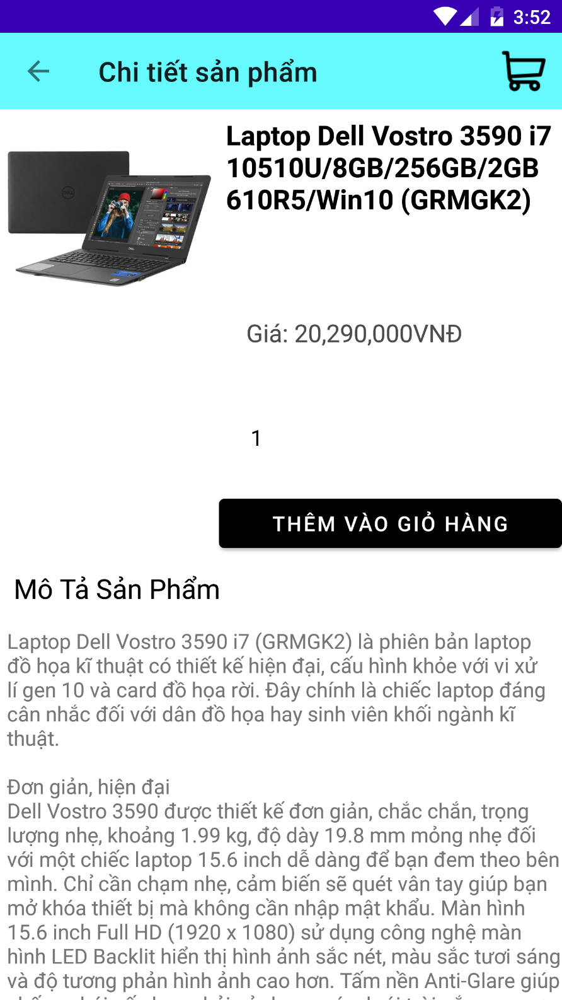 3:52
Chi tiết sản phẩm
Laptop Dell Vostro 3590 i7
10510U/8GB/256GB/2GB
610R5/Win10 (GRMGK2)
Giá: 20,290,000VNĐ
1
THÊM VÀO GIỎ HÀNG
Mô Tả Sản Phẩm
Laptop Dell Vostro 3590 i7 (GRMGK2) là phiên bản laptop
đồ họa kĩ thuật có thiết kế hiện đại, cấu hình khỏe với vi xử
lí gen 10 và card đồ họa rời. Đây chính là chiếc laptop đáng
cân nhắc đối với dân đồ họa hay sinh viên khối ngành kĩ
thuật.
Đơn giản, hiện đại
Dell Vostro 3590 được thiết kế đơn giản, chắc chắn, trọng
lượng nhẹ, khoảng 1.99 kg, độ dày 19.8 mm mỏng nhẹ đối
với một chiếc laptop 15.6 inch dễ dàng để bạn đem theo bên
mình. Chỉ cần chạm nhẹ, cảm biến sẽ quét vân tay giúp bạn
mở khóa thiết bị mà không cần nhập mật khẩu. Màn hình
15.6 inch Full HD (1920 x 1080) sử dụng công nghệ màn
hình LED Backlit hiển thị hình ảnh sắc nét, màu sắc tươi sáng
và độ tương phản hình ảnh cao hơn. Tấm nền Anti-Glare giúp